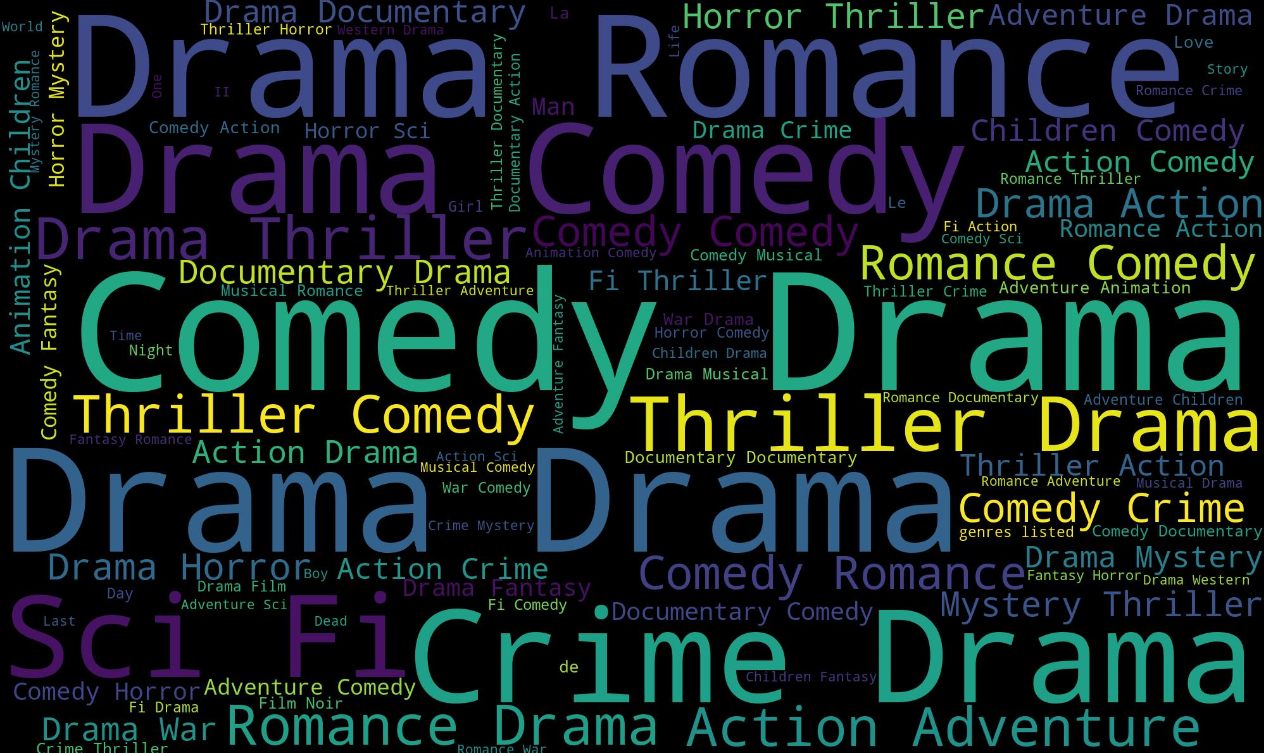 Drama Documentary
La
Horror Thriller
Adventure Drama
World
Thriller Horror
Western Drama
Horror Mystery
Drama Romance
Life
Love
Story
Romance Crime
One
II
Man
Mystery Romance
Animation Children
Thriller Documentary
Documentary Action
Comedy Action
Horror Sci
Drama Crime
Children Comedy
Drama Comedy
Action Comedy
Romance Thriller
Girl
Le
Drama Action
Drama Thriller
Comedy Comedy
Fi Action
Romance Action
Comedy Sci
Animation Comedy
Comedy Musical
Romance Comedy
Documentary Drama
Fi Thriller
Musical Romance
Thriller Adventure
Thriller Crime
Adventure Animation
Comedy Fantasy
Comedy Drama
Adventure Fantasy
War Drama
Horror Comedy
Time
Night
Children Drama
Drama Musical
Thriller Comedy
Thriller Drama
Romance Documentary
Adventure Children
Fantasy Romance
Action Drama
Action Sci
Musical Comedy
Documentary Documentary
Thriller Action
Drama Drama
War Comedy
Romance Adventure
Musical Drama
Comedy Crime
Crime Mystery
genres listed
Comedy Documentary
Drama Horror
Boy
Action Crime
Comedy Romance
Drama Mystery
Fantasy Horror
Drama Western
Drama Film
Drama Fantasy
Day
Adventure Sci
Fi Comedy
Documentary Comedy
Mystery Thriller
Sci Fi
Last
Dead
Crime Drama
de
Children Fantasy
Comedy Horror
Adventure Comedy
Fi Drama
Film Noir
Drama War
Romance Drama
Action Adventure
Crime Thriller
Romance War